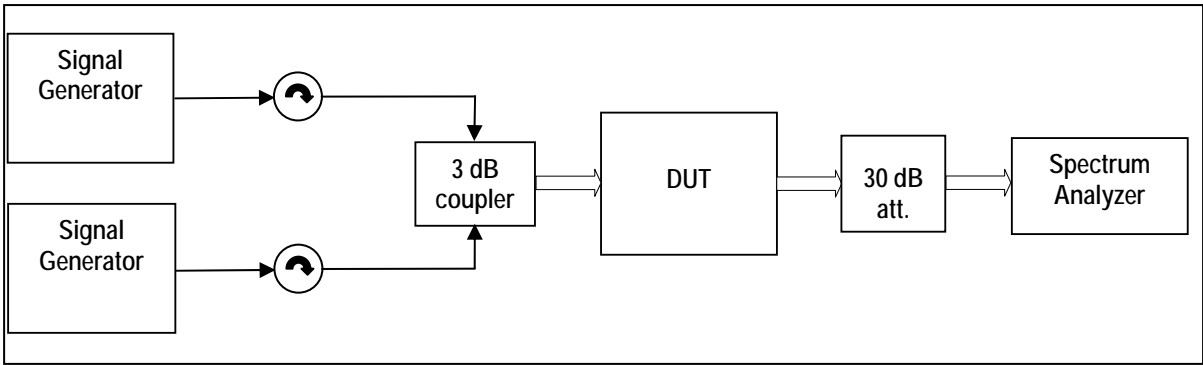 Signal
Generator
3 dB
coupler
DUT
30 dB
att.
Spectrum
Analyzer
Signal
Generator